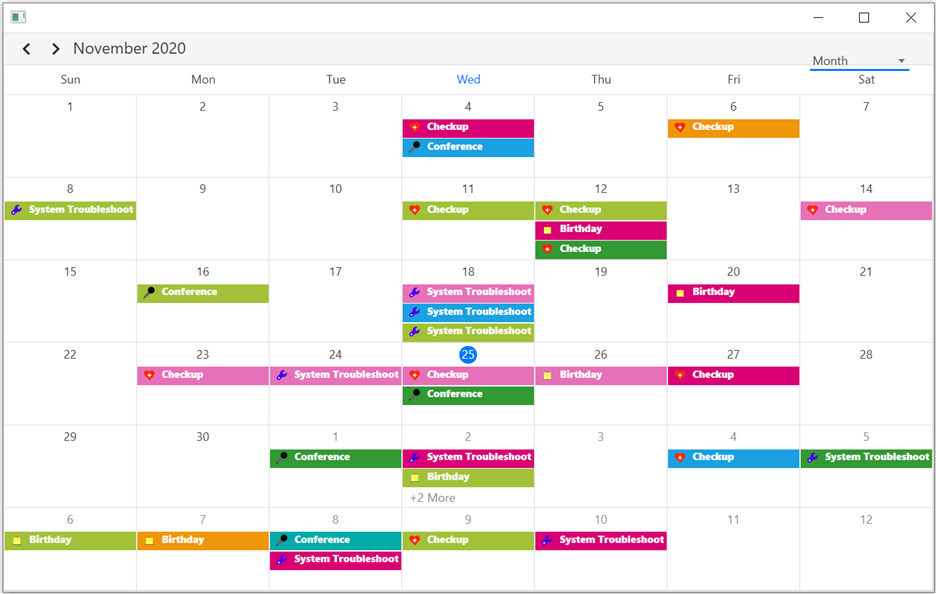 November 2020
Month
Sun Mon Tue Wed Thu Fri Sat
1 2 3 4 5 6 7
Checkup Checkup
Conference
8 9 10 11 12 13 14
System Troubleshoot Checkup Checkup Checkup
Birthday
Checkup
15 16 17 18 19 20 21
Conference System Troubleshoot Birthday
System Troubleshoot
System Troubleshoot
22 23 24 25 26 27 28
Checkup System Troubleshoot Checkup Birthday Checkup
Conference
29 30 1 2 3 4 5
Conference System Troubleshoot Checkup System Troubleshoot
Birthday
+2 More
6 7 8 9 10 11 12
Birthday Birthday Conference Checkup System Troubleshoot
System Troubleshoot